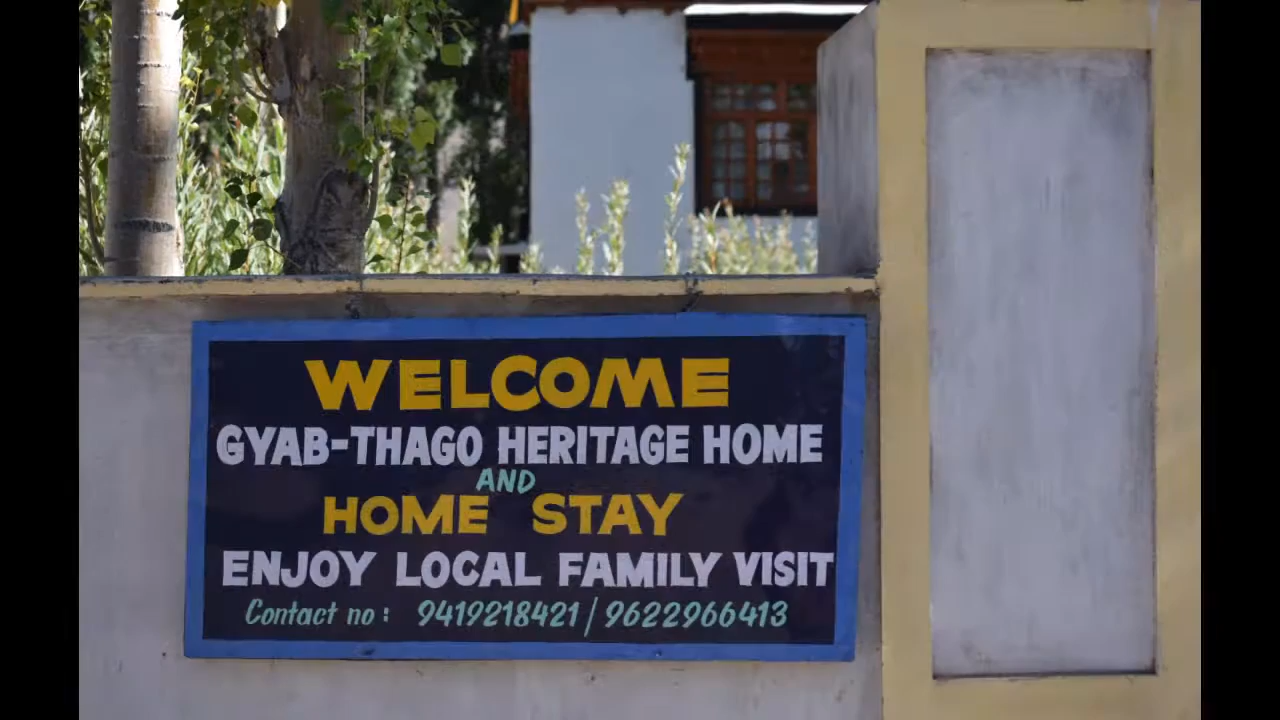 WELCOME
GYAB-THAGO HERITAGE HOME
AND
HOME STAY
ENJOY LOCAL FAMILY VISIT
Contact no : 9419218421 / 9622966413